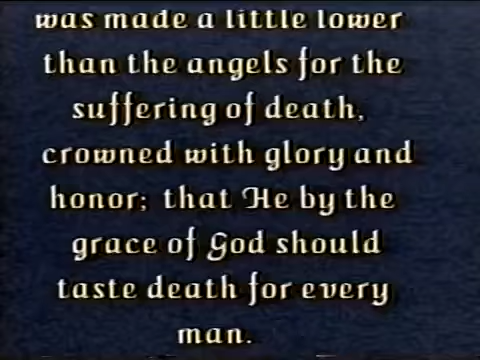 was made a little lower
than the angels for the
suffering of death,
crowned with glory and
honor; that He by the
grace of God should
taste death for every
man.